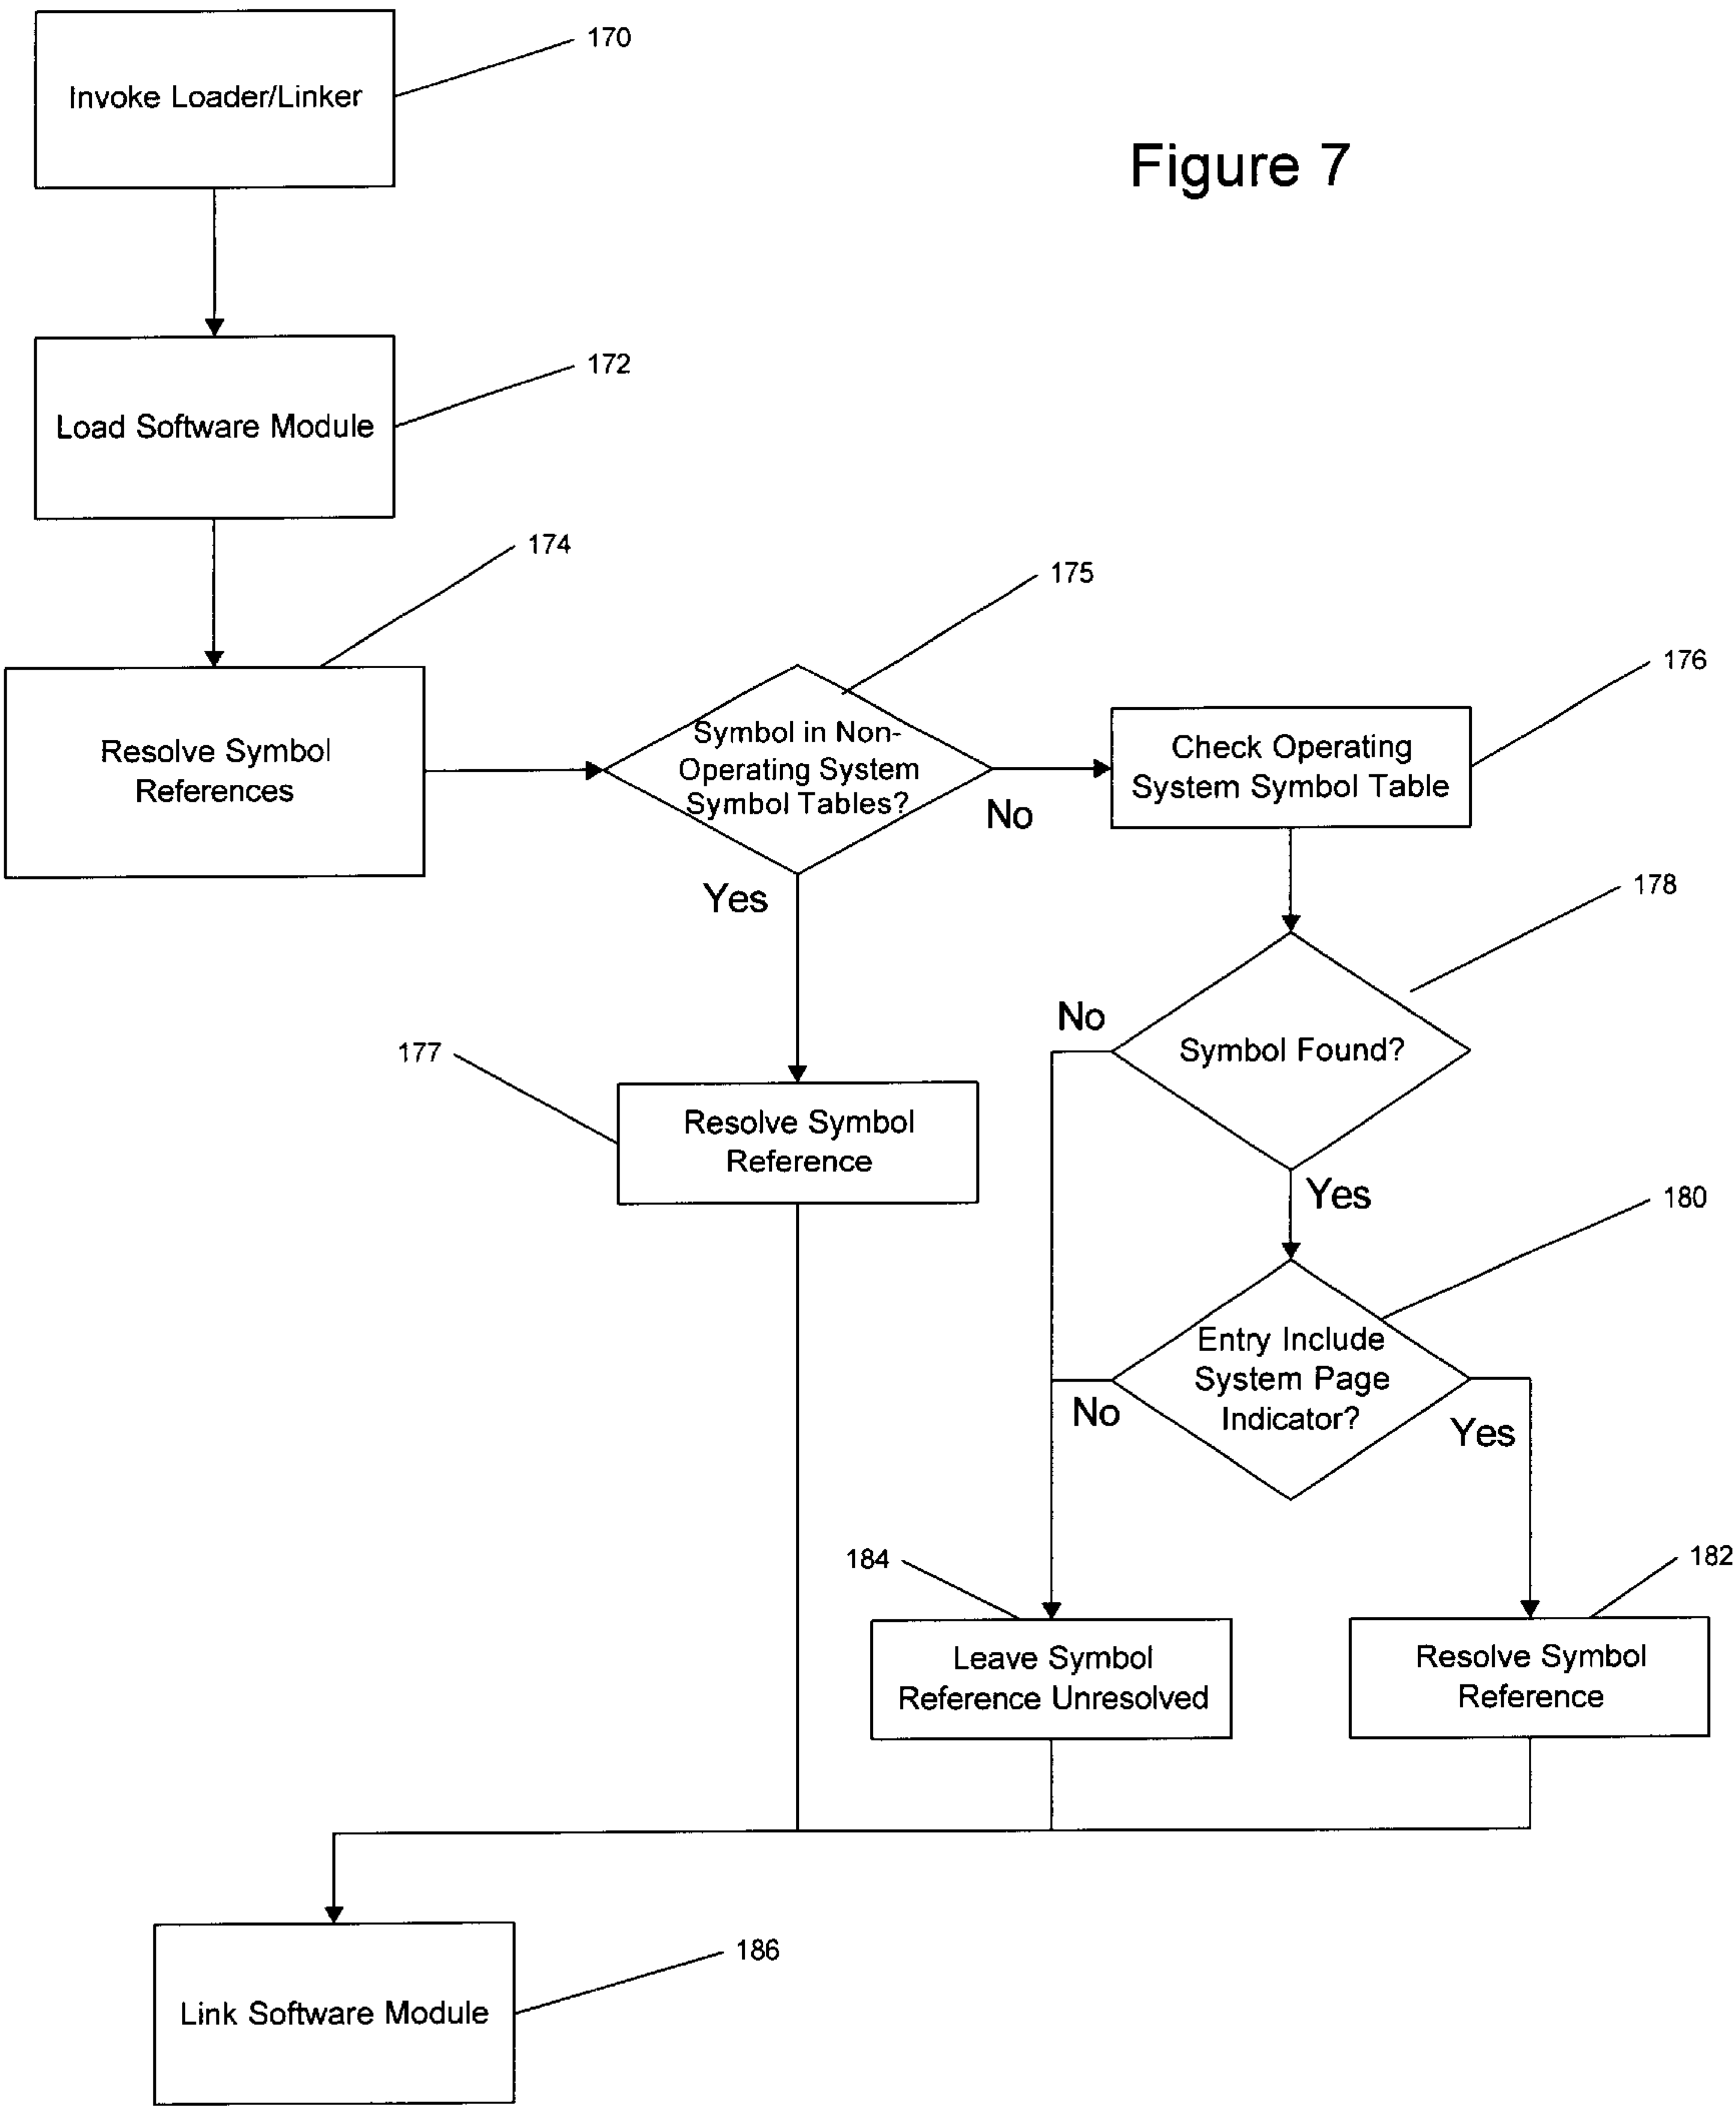 170
Invoke Loader/Linker
Figure 7
172
Load Software Module
174
175
176
Resolve Symbol
References
Symbol in Non-
Operating System
Symbol Tables?
Check Operating
System Symbol Table
No
Yes
178
No
Symbol Found?
177
Resolve Symbol
Reference
Yes
180
Entry Include
System Page
Indicator?
No
Yes
184
182
Leave Symbol
Reference Unresolved
Resolve Symbol
Reference
186
Link Software Module